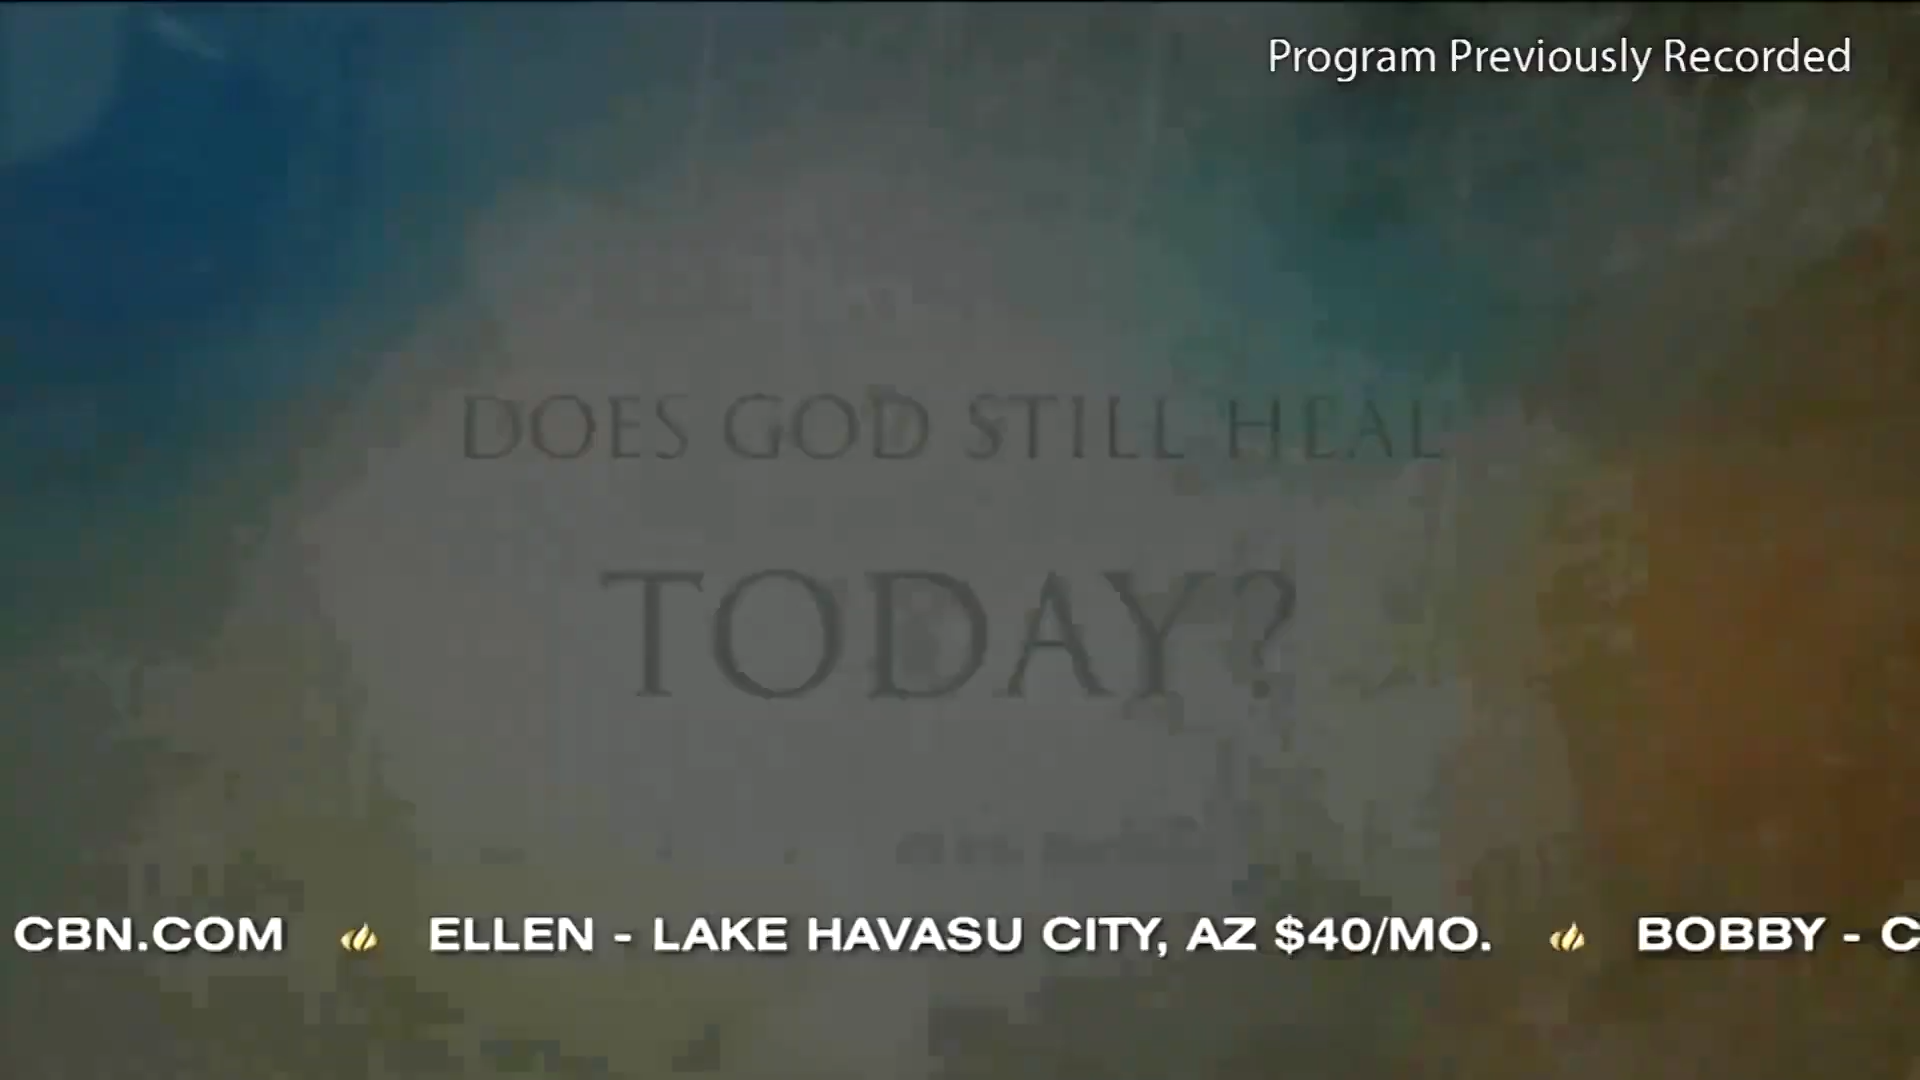 Program Previously Recorded
DOES GOD STILL HEAL
TODAY?
CBN.COM ELLEN - LAKE HAVASU CITY, AZ $40/MO. BOBBY - C